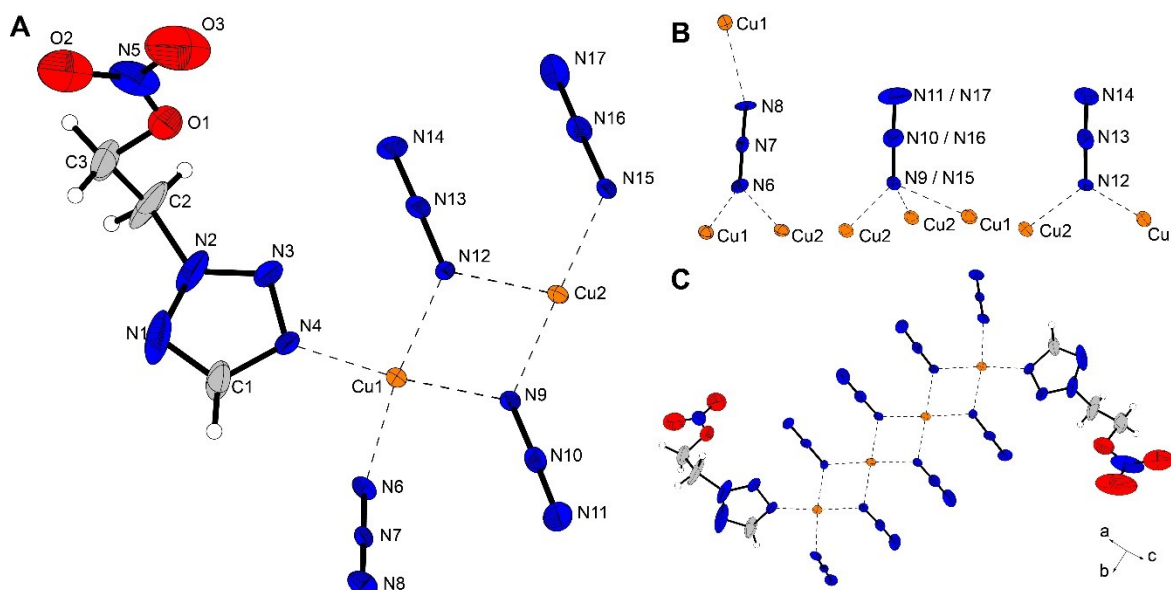 A
O2
N5
O3
O1
C3
C2
N2
N3
N1
N4
C1
N14
N13
N12
N17
N16
N15
Cu2
Cu1
N9
N10
N11
N6
N7
N8
B
Cu1
N8
N7
N6
Cu1
Cu2
N11 / N17
N10 / N16
N9 / N15
Cu2
Cu2
Cu1
N14
N13
N12
Cu2
Cu
C
a
b
c